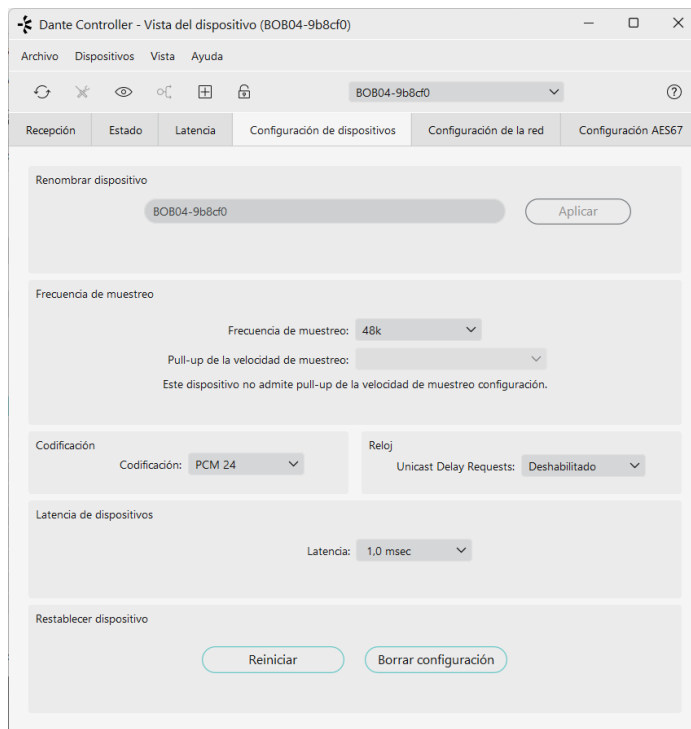 Dante Controller - Vista del dispositivo (BOB04-9b8cf0)
Archivo Dispositivos Vista Ayuda
BOB04-9b8cf0
Recepción Estado Latencia Configuración de dispositivos Configuración de la red Configuración AES67
Renombrar dispositivo
BOB04-9b8cf0 Aplicar
Frecuencia de muestreo
Frecuencia de muestreo: 48k
Pull-up de la velocidad de muestreo:
Este dispositivo no admite pull-up de la velocidad de muestreo configuración.
Codificación
Codificación: PCM 24
Reloj
Unicast Delay Requests: Deshabilitado
Latencia de dispositivos
Latencia: 1,0 msec
Restablecer dispositivo
Reiniciar Borrar configuración